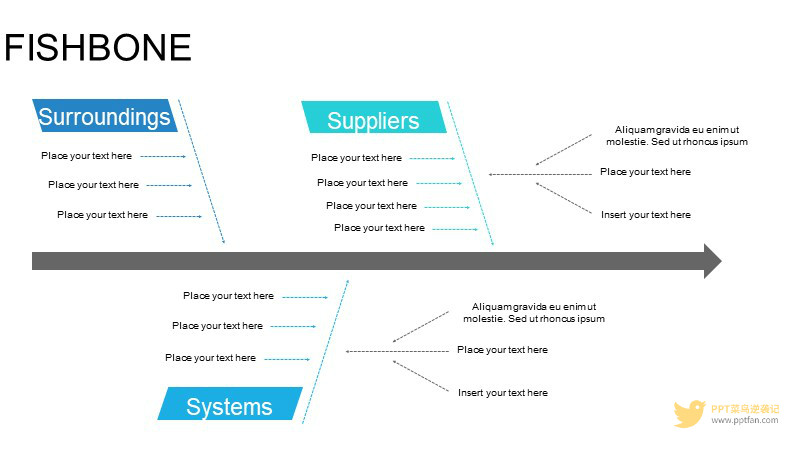 FISHBONE
Surroundings
Place your text here
Place your text here
Place your text here
Suppliers
Place your text here
Place your text here
Place your text here
Place your text here
Aliquam gravida eu enim ut
molestie. Sed ut rhoncus ipsum
Place your text here
Insert your text here
Place your text here
Place your text here
Place your text here
Systems
Aliquam gravida eu enim ut
molestie. Sed ut rhoncus ipsum
Place your text here
Insert your text here
PPT菜鸟逆袭记
www.pptfan.com